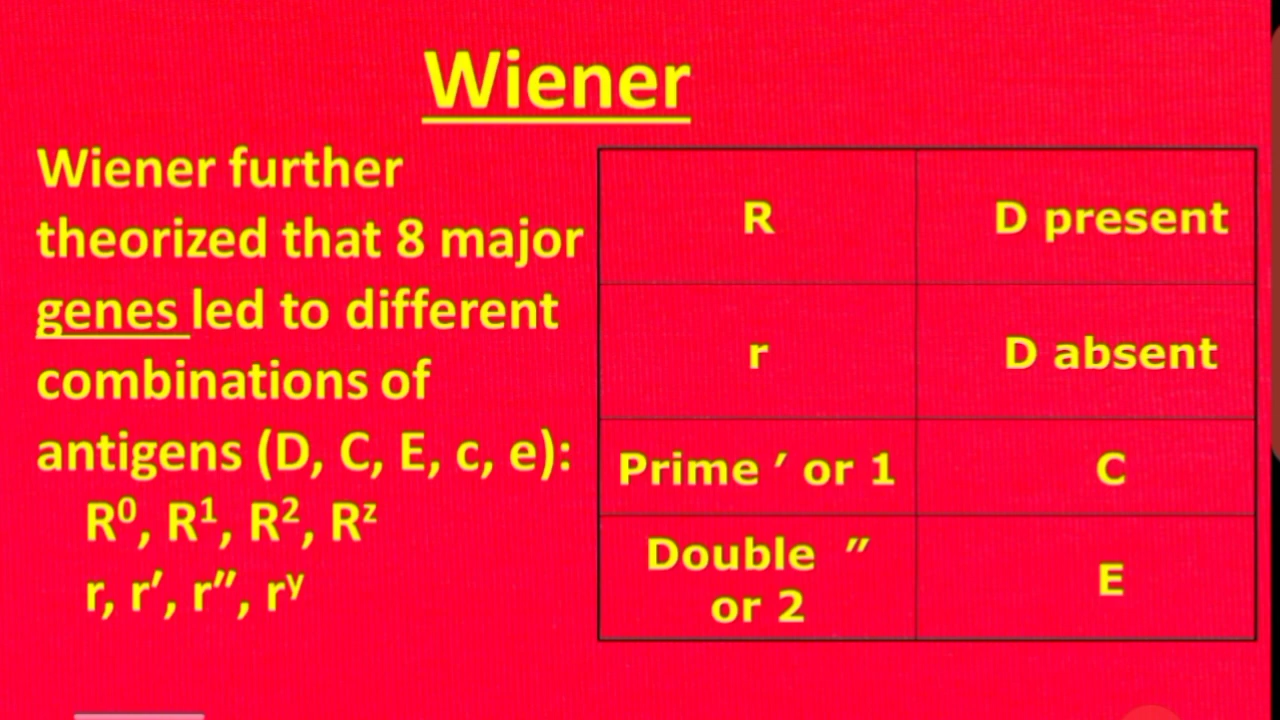 Wiener
Wiener further
theorized that 8 major
genes led to different
combinations of
antigens (D, C, E, c, e):
R⁰, R¹, R², Rᶻ
r, r′, r″, rʸ
R D present
r D absent
Prime ′ or 1 C
Double ″
or 2 E